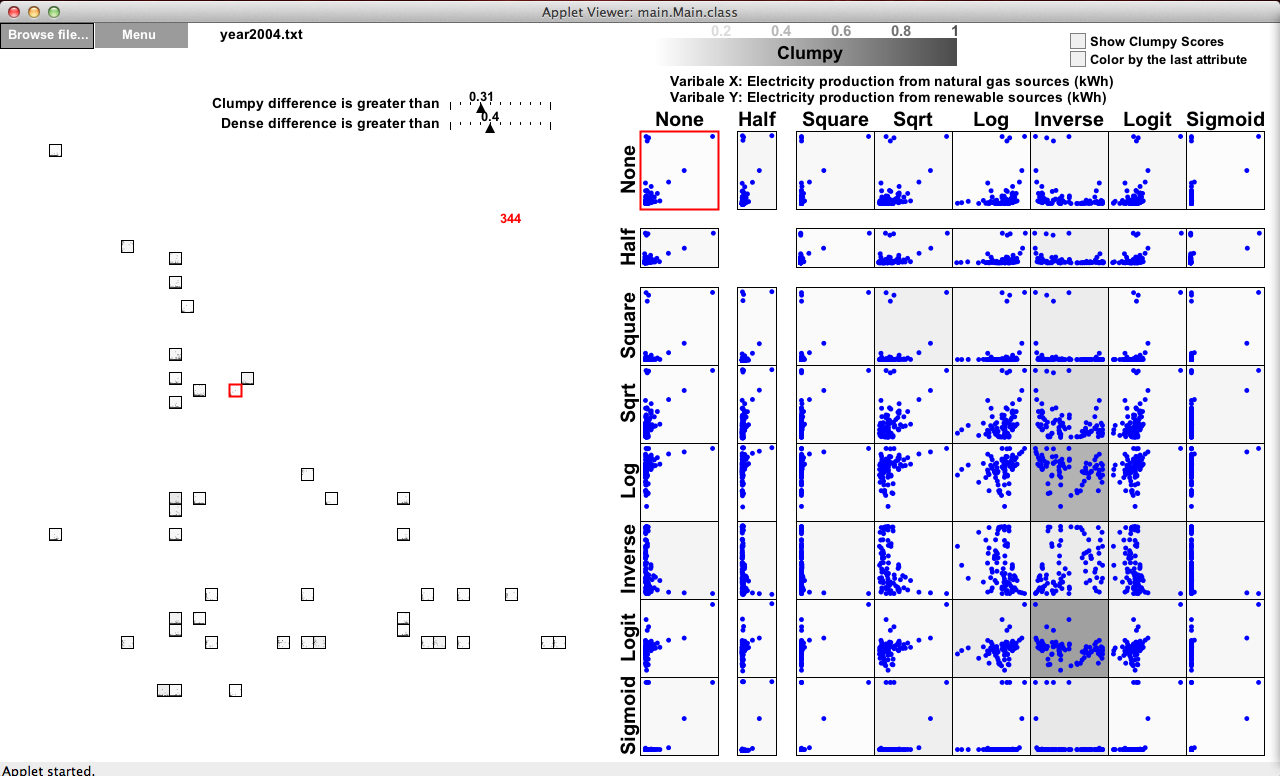 Applet Viewer: main.Main.class
Browse file... Menu year2004.txt
0.2 0.4 0.6 0.8 1
Clumpy
Show Clumpy Scores
Color by the last attribute
Varibale X: Electricity production from natural gas sources (kWh)
Varibale Y: Electricity production from renewable sources (kWh)
Clumpy difference is greater than 0.31
Dense difference is greater than 0.4
344
None Half Square Sqrt Log Inverse Logit Sigmoid
None
Half
Square
Sqrt
Log
Inverse
Logit
Sigmoid
Applet started.